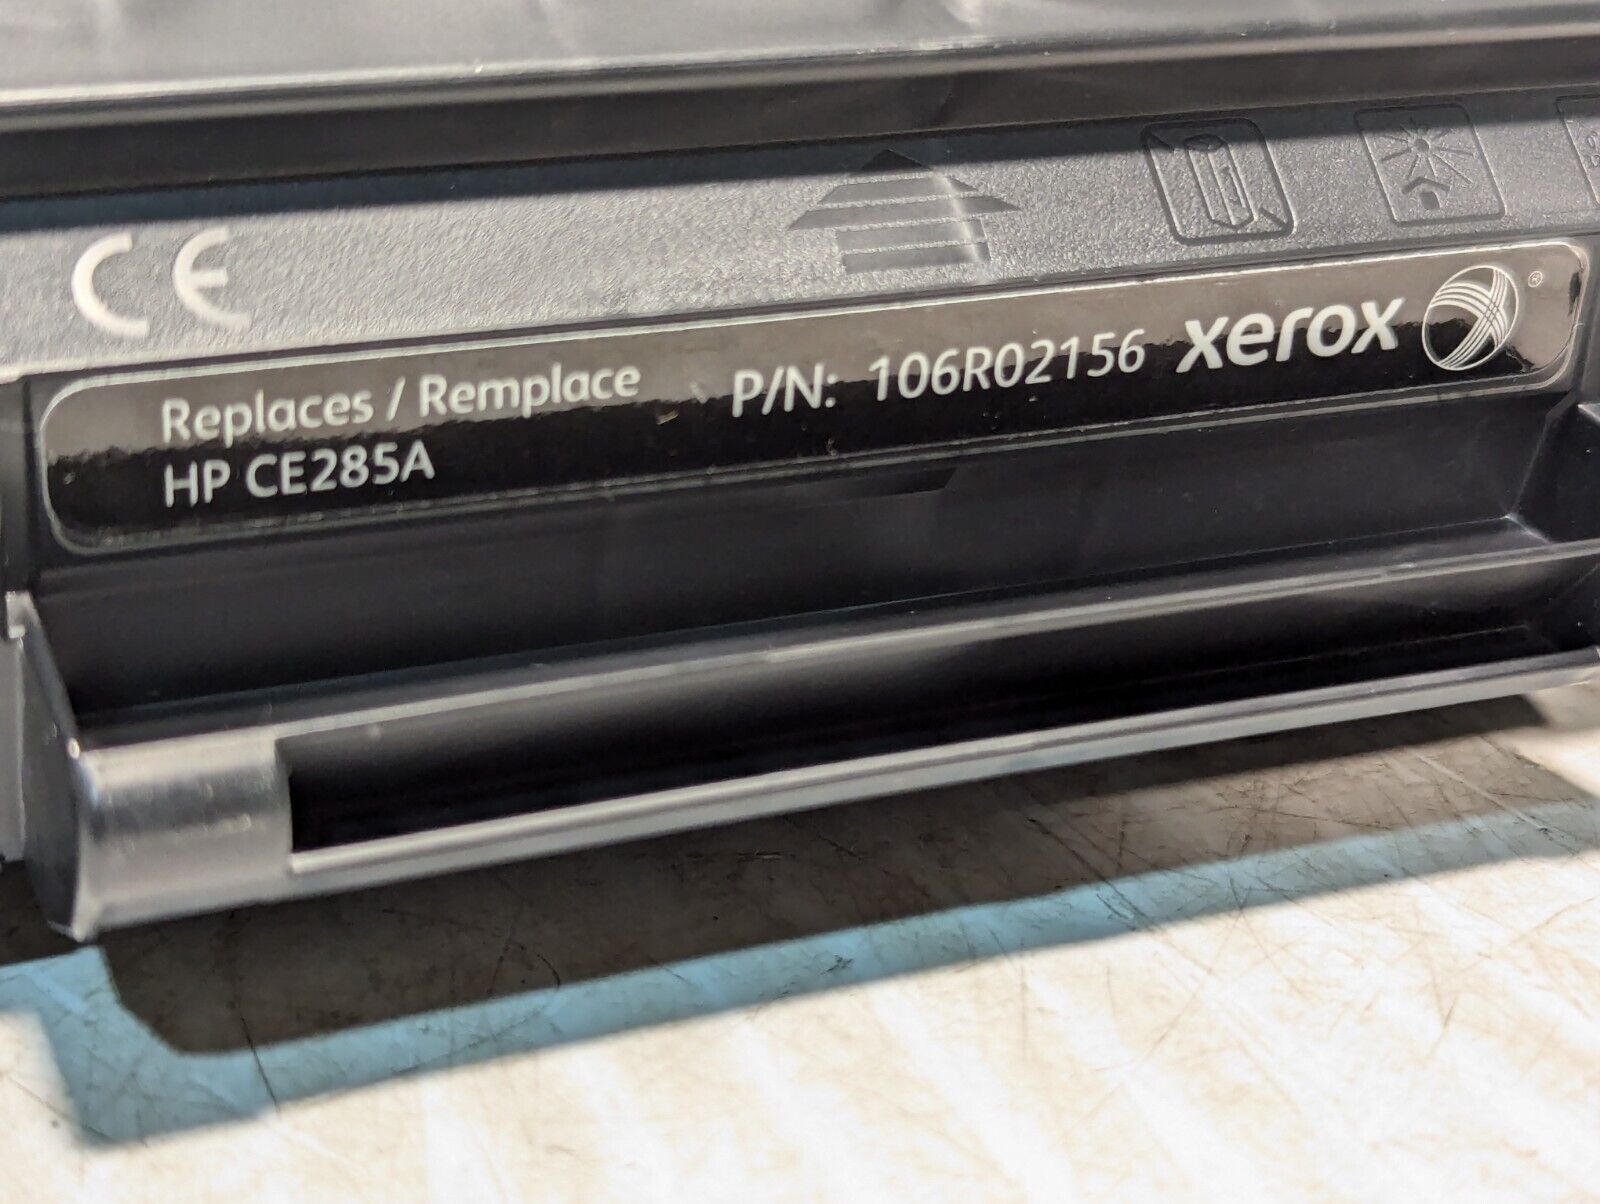 CE
Replaces / Remplace
HP CE285A
P/N: 106R02156
xerox ®